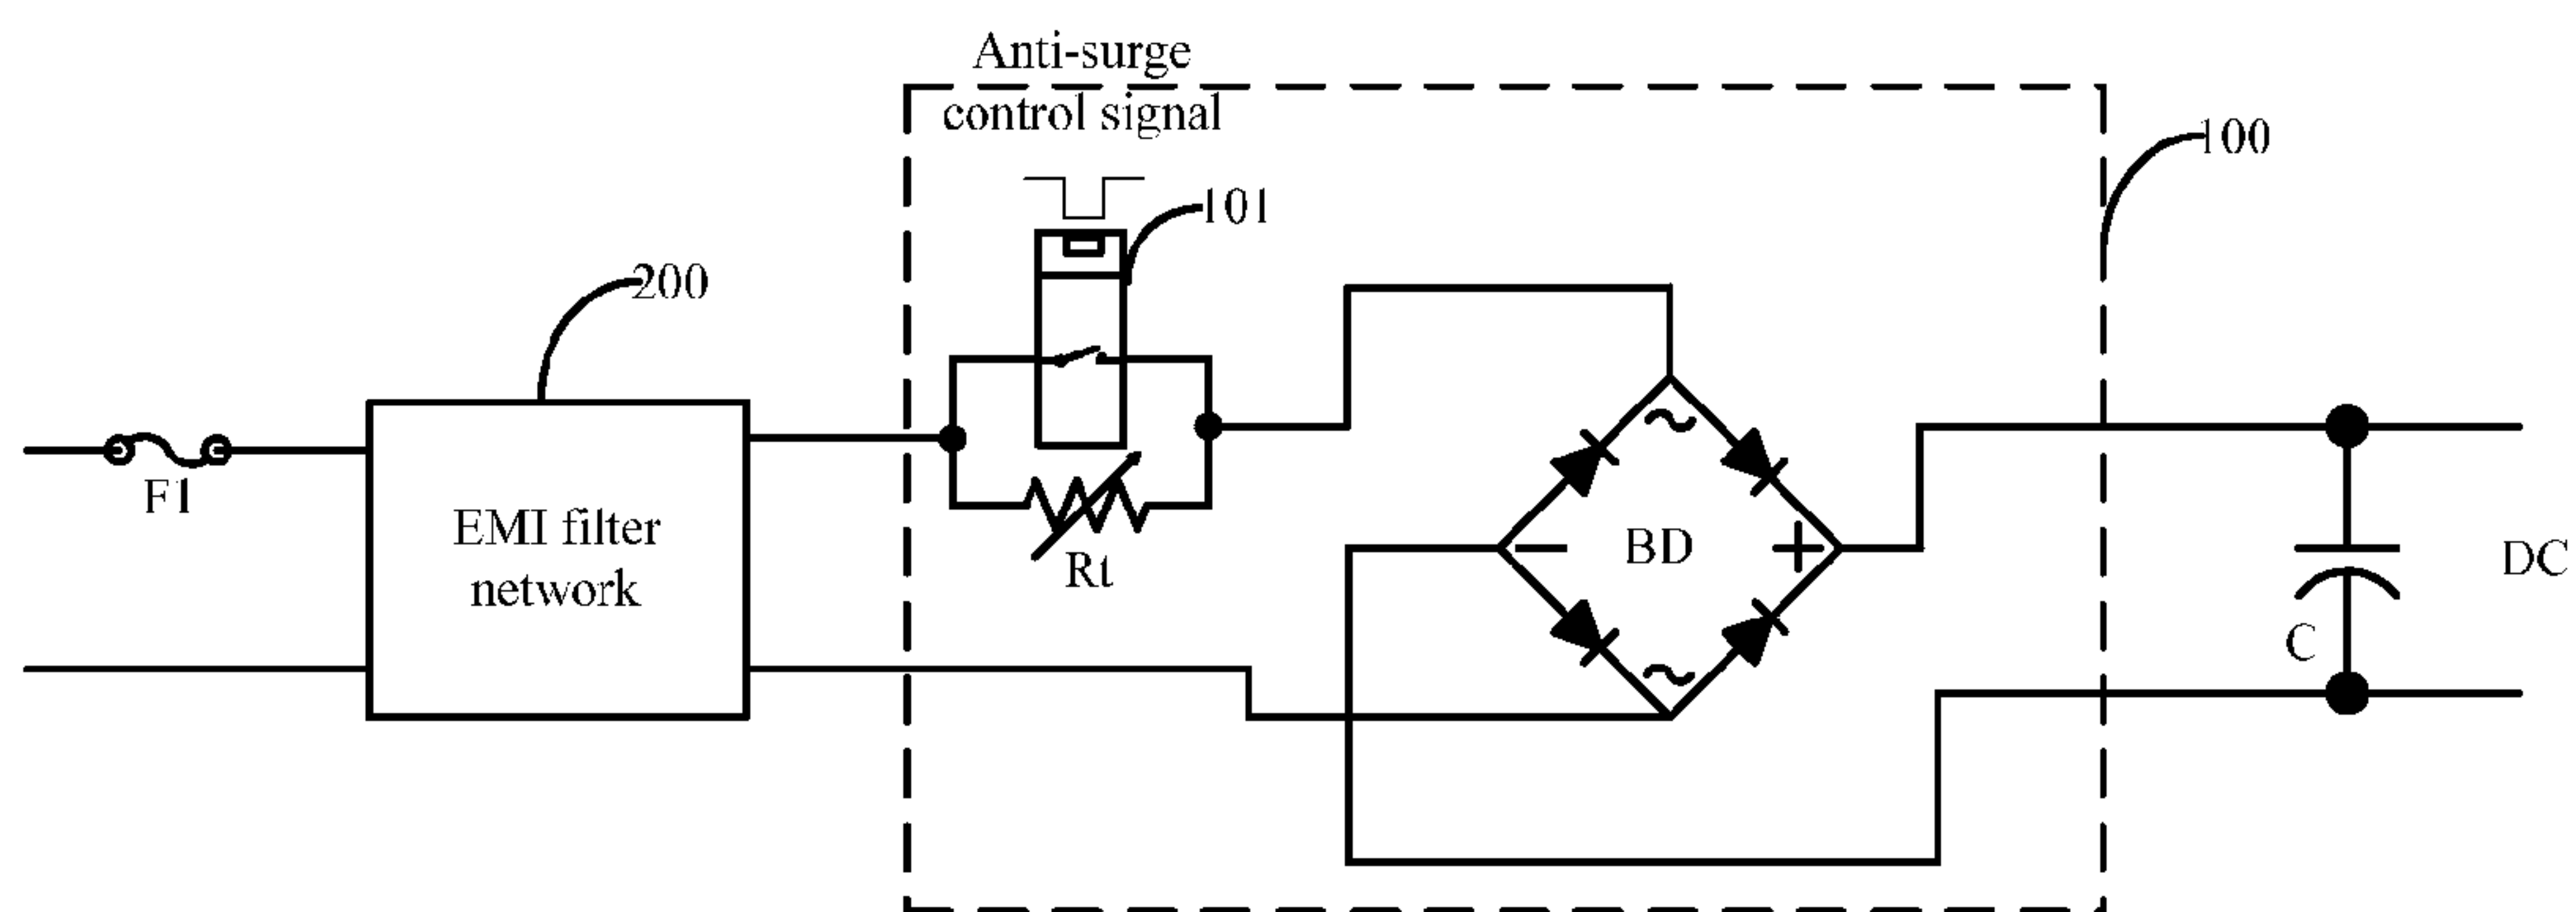 Anti-surge
control signal
100
101
200
F1
EMI filter
network
Rt
BD
DC
C